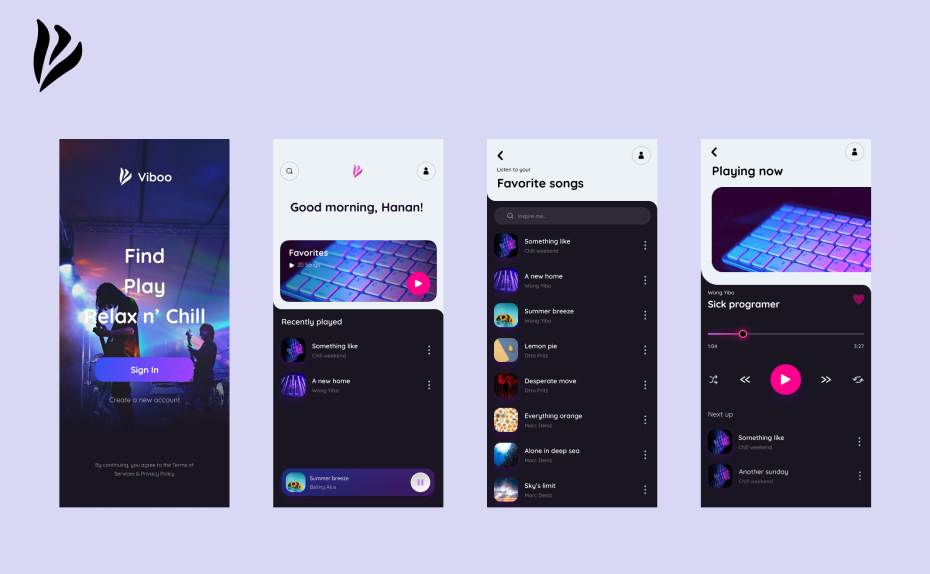 Viboo
Find
Play
Relax n' Chill
Sign In
Create a new account
By continuing, you agree to the Terms of
Services & Privacy Policy
Good morning, Hanan!
Favorites
20 Songs
Recently played
Something like
Chill weekend
A new home
Wong Yibo
Summer breeze
Being Alus
Listen to your
Favorite songs
Inspire me..
Something like
Chill weekend
A new home
Wong Yibo
Summer breeze
Wong Yibo
Lemon pie
Otto Fritz
Desperate move
Otto Fritz
Everything orange
Marc Deniz
Alone in deep sea
Marc Deniz
Sky's limit
Marc Deniz
Playing now
Wong Yibo
Sick programer
1:04
3:27
Next up
Something like
Chill weekend
Another sunday
Chill weekend